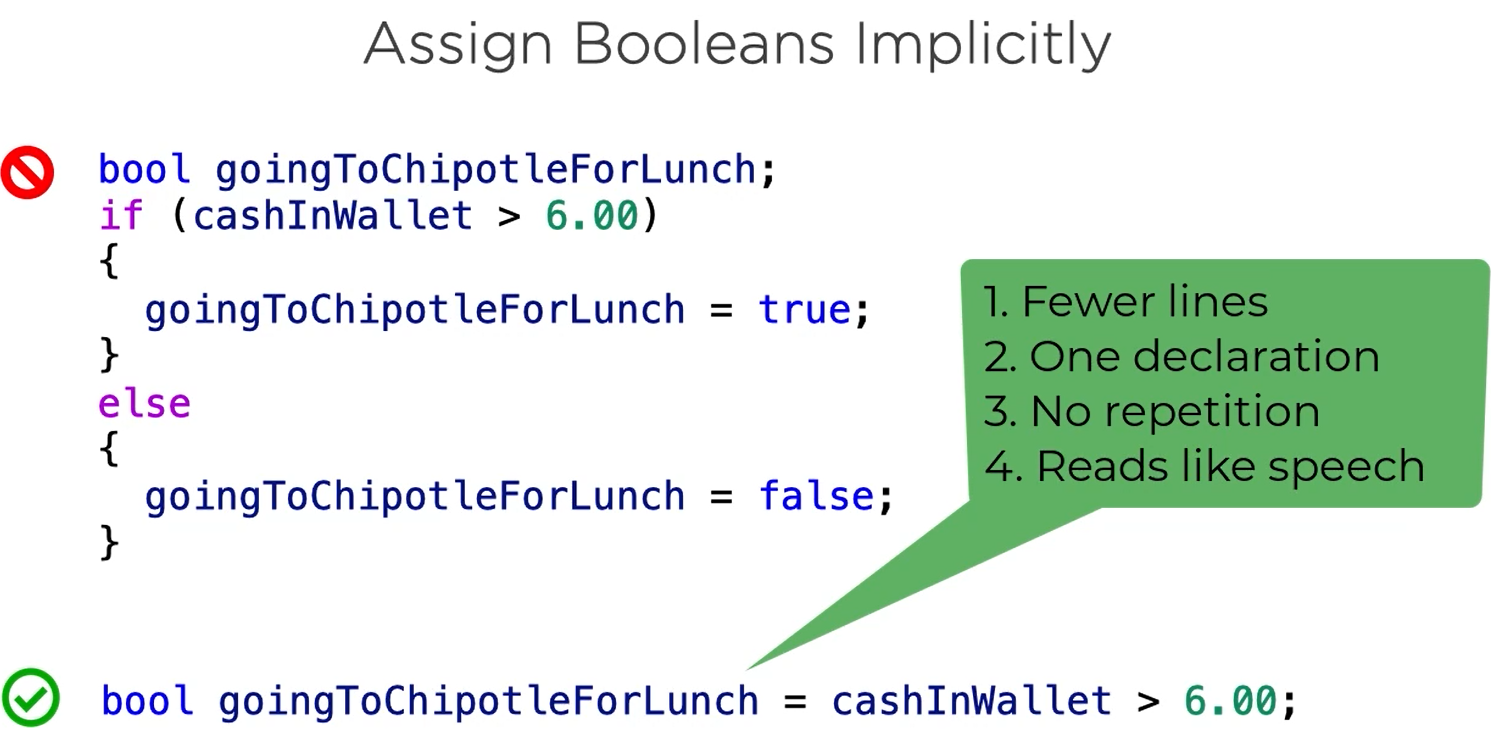 Assign Booleans Implicitly
bool goingToChipotleForLunch;
if (cashInWallet > 6.00)
{
  goingToChipotleForLunch = true;
}
else
{
  goingToChipotleForLunch = false;
}
1. Fewer lines
2. One declaration
3. No repetition
4. Reads like speech
bool goingToChipotleForLunch = cashInWallet > 6.00;